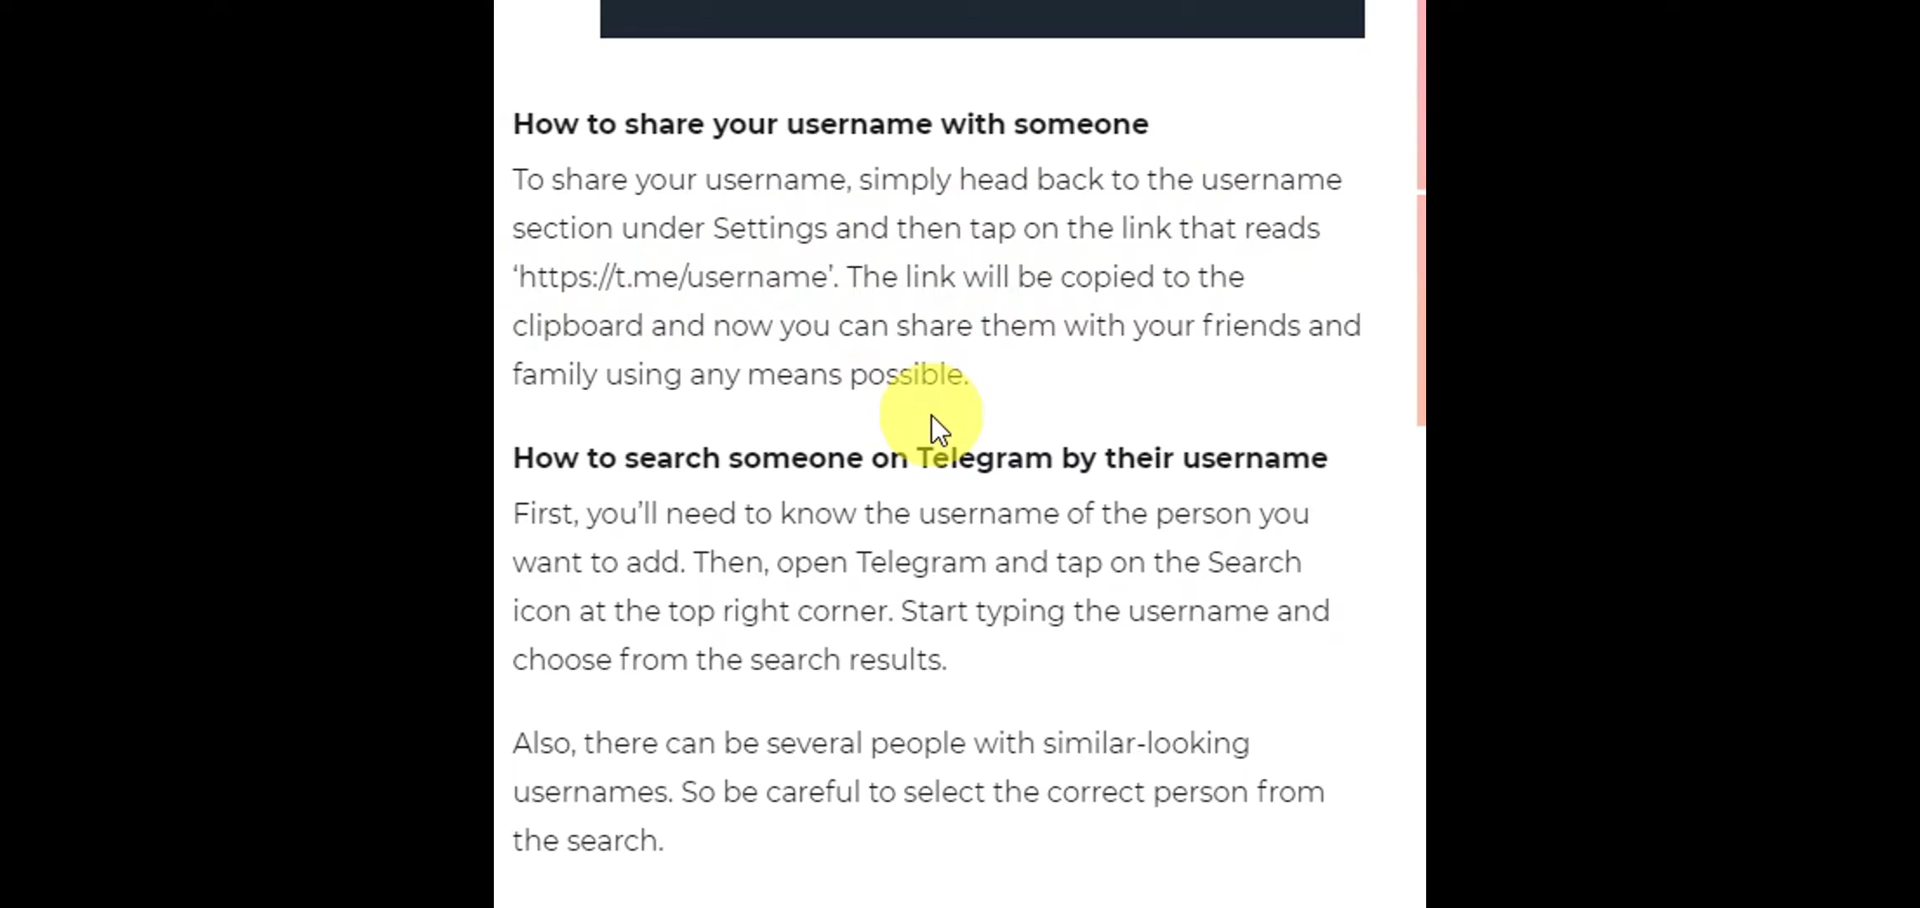 How to share your username with someone
To share your username, simply head back to the username
section under Settings and then tap on the link that reads
‘https://t.me/username’. The link will be copied to the
clipboard and now you can share them with your friends and
family using any means possible.
How to search someone on Telegram by their username
First, you’ll need to know the username of the person you
want to add. Then, open Telegram and tap on the Search
icon at the top right corner. Start typing the username and
choose from the search results.
Also, there can be several people with similar-looking
usernames. So be careful to select the correct person from
the search.